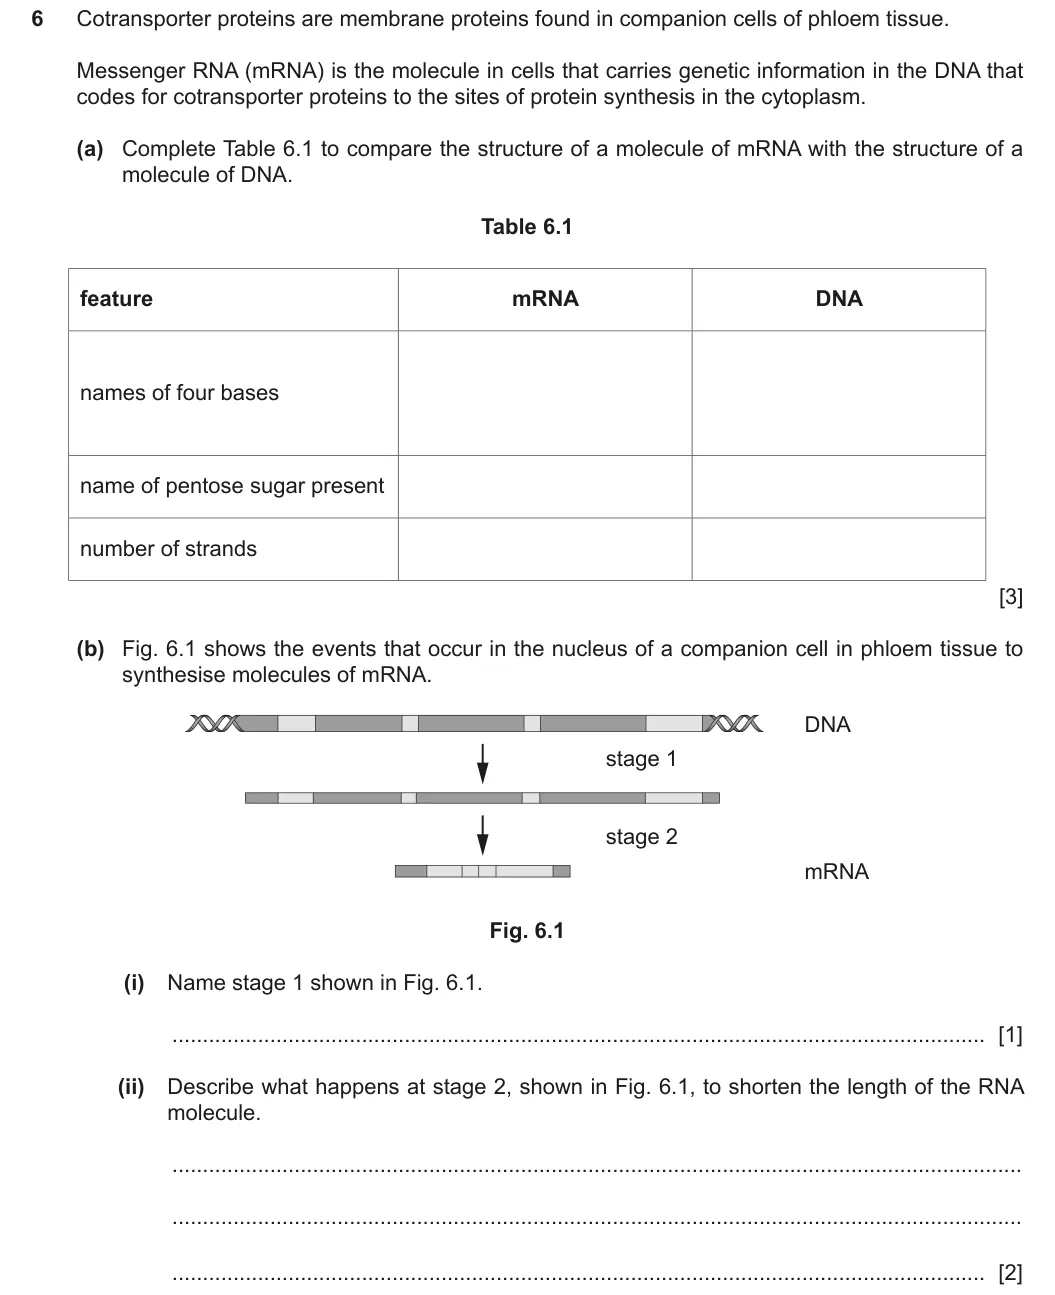 6 Cotransporter proteins are membrane proteins found in companion cells of phloem tissue.
Messenger RNA (mRNA) is the molecule in cells that carries genetic information in the DNA that
codes for cotransporter proteins to the sites of protein synthesis in the cytoplasm.
(a) Complete Table 6.1 to compare the structure of a molecule of mRNA with the structure of a
molecule of DNA.
Table 6.1
feature mRNA DNA
names of four bases
name of pentose sugar present
number of strands
[3]
(b) Fig. 6.1 shows the events that occur in the nucleus of a companion cell in phloem tissue to
synthesise molecules of mRNA.
DNA
stage 1
stage 2
mRNA
Fig. 6.1
(i) Name stage 1 shown in Fig. 6.1.
[1]
(ii) Describe what happens at stage 2, shown in Fig. 6.1, to shorten the length of the RNA
molecule.
[2]